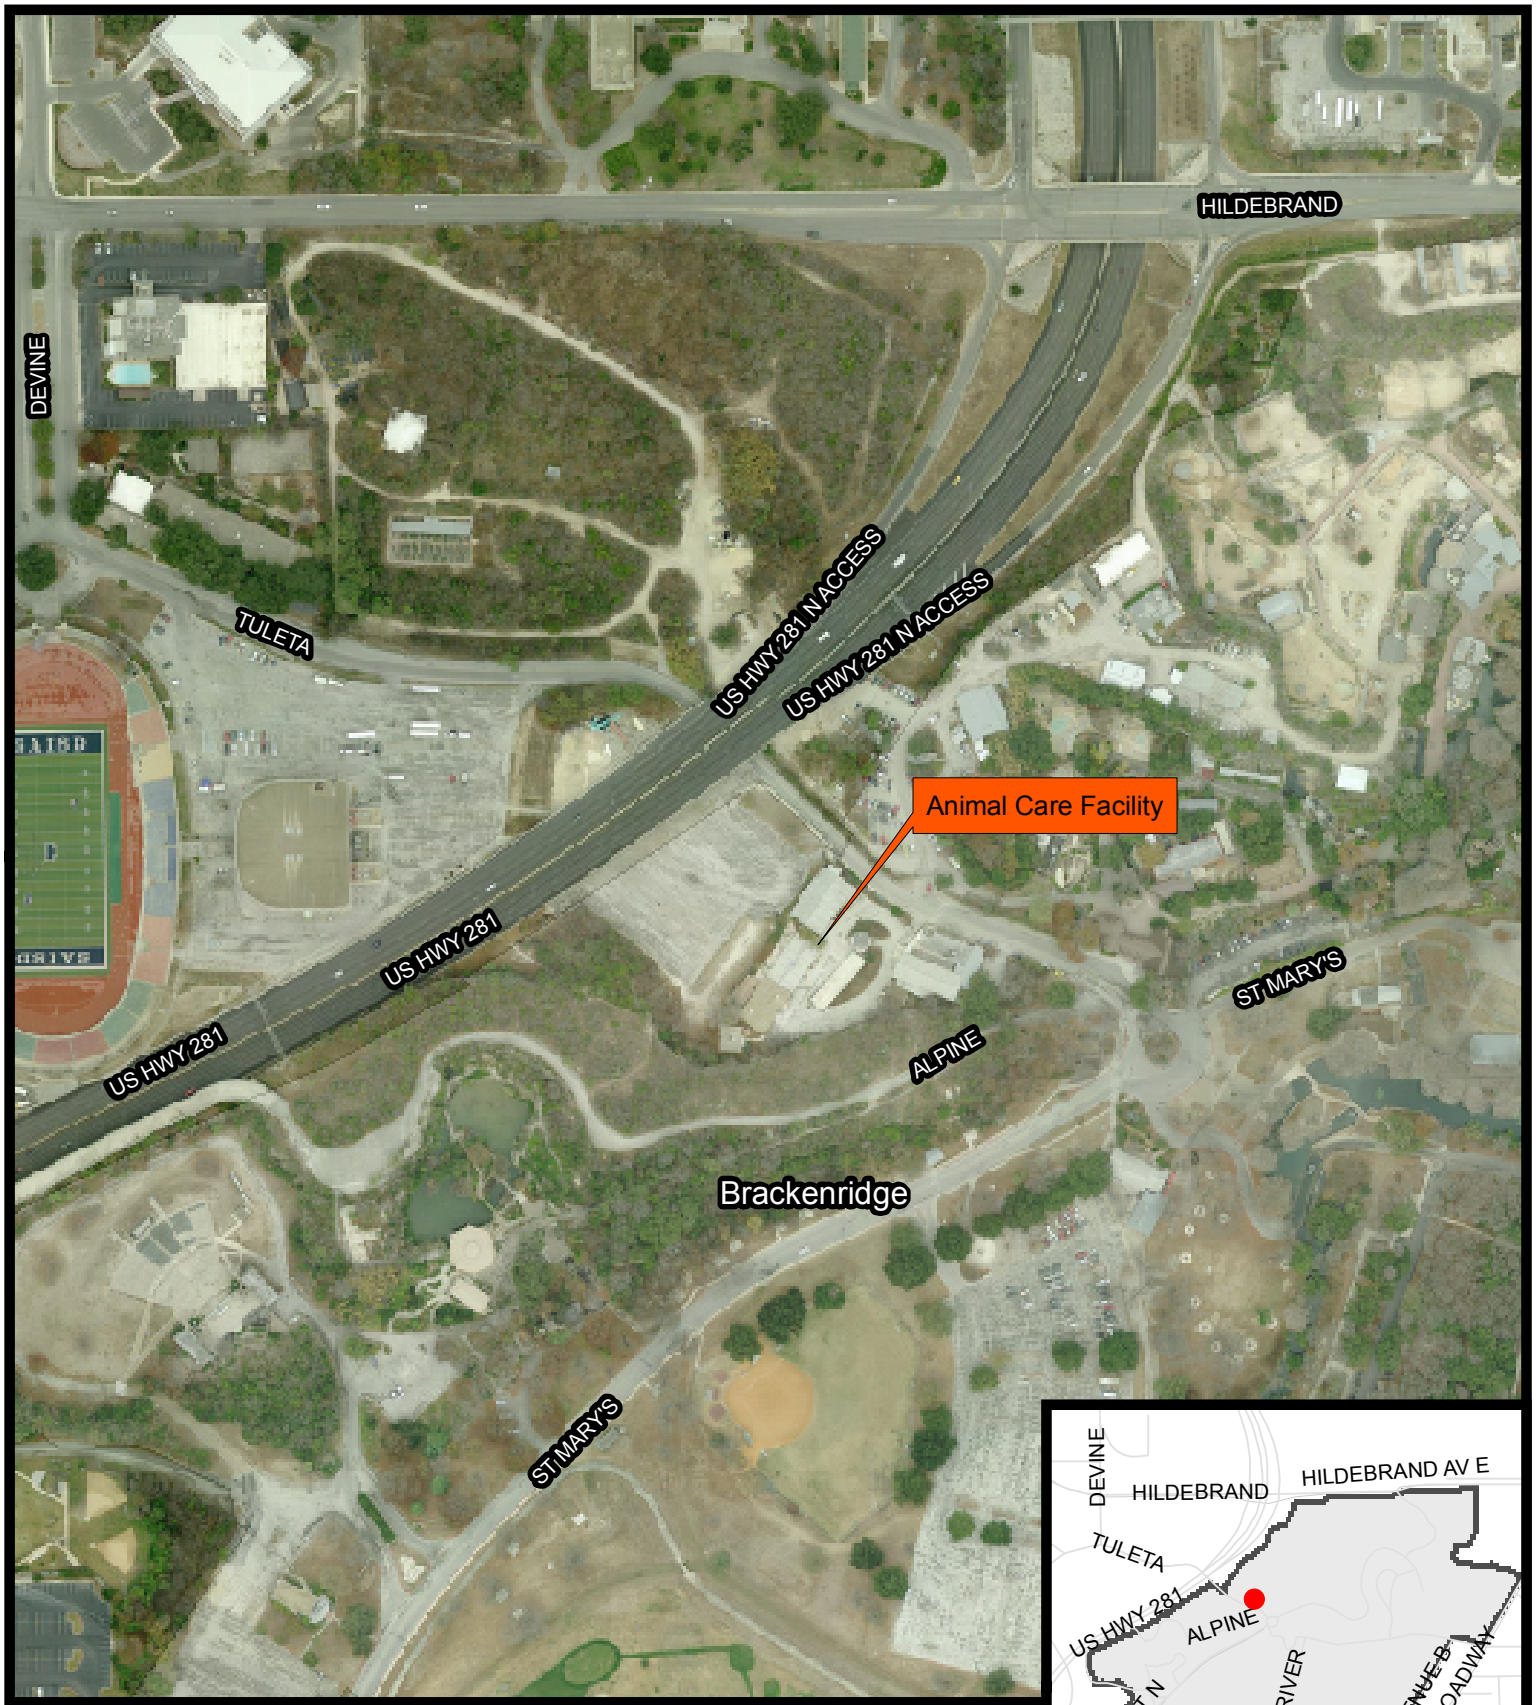 HILDEBRAND
DEVINE
US HWY 281 N ACCESS
US HWY 281 N ACCESS
TULETA
Animal Care Facility
US HWY 281
ST MARY'S
US HWY 281
ALPINE
Brackenridge
ST MARY'S
DEVINE
HILDEBRAND AV E
HILDEBRAND
TULETA
US HWY 281
ALPINE
RIVER